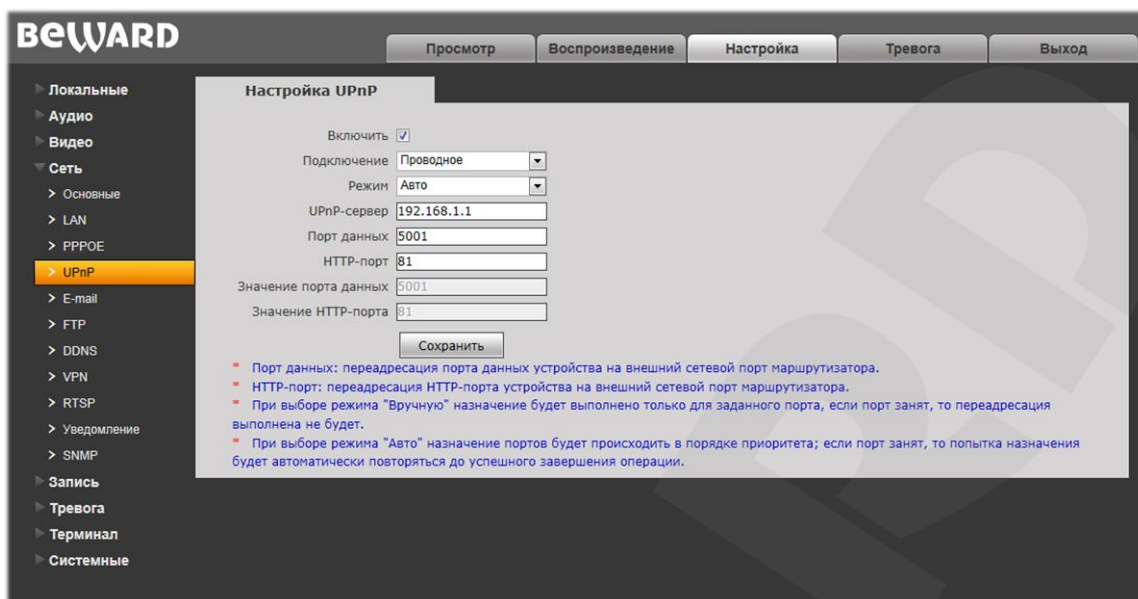 BEWARD
Просмотр
Воспроизведение
Настройка
Тревога
Выход
Локальные
Аудио
Видео
Сеть
> Основные
> LAN
> PPPOE
> UPnP
> E-mail
> FTP
> DDNS
> VPN
> RTSP
> Уведомление
> SNMP
Запись
Тревога
Терминал
Системные
Настройка UPnP
Включить
Подключение Проводное
Режим Авто
UPnP-сервер 192.168.1.1
Порт данных 5001
HTTP-порт 81
Значение порта данных 5001
Значение HTTP-порта 81
Сохранить
* Порт данных: переадресация порта данных устройства на внешний сетевой порт маршрутизатора.
* HTTP-порт: переадресация HTTP-порта устройства на внешний сетевой порт маршрутизатора.
* При выборе режима "Вручную" назначение будет выполнено только для заданного порта, если порт занят, то переадресация
выполнена не будет.
* При выборе режима "Авто" назначение портов будет происходить в порядке приоритета; если порт занят, то попытка назначения
будет автоматически повторяться до успешного завершения операции.